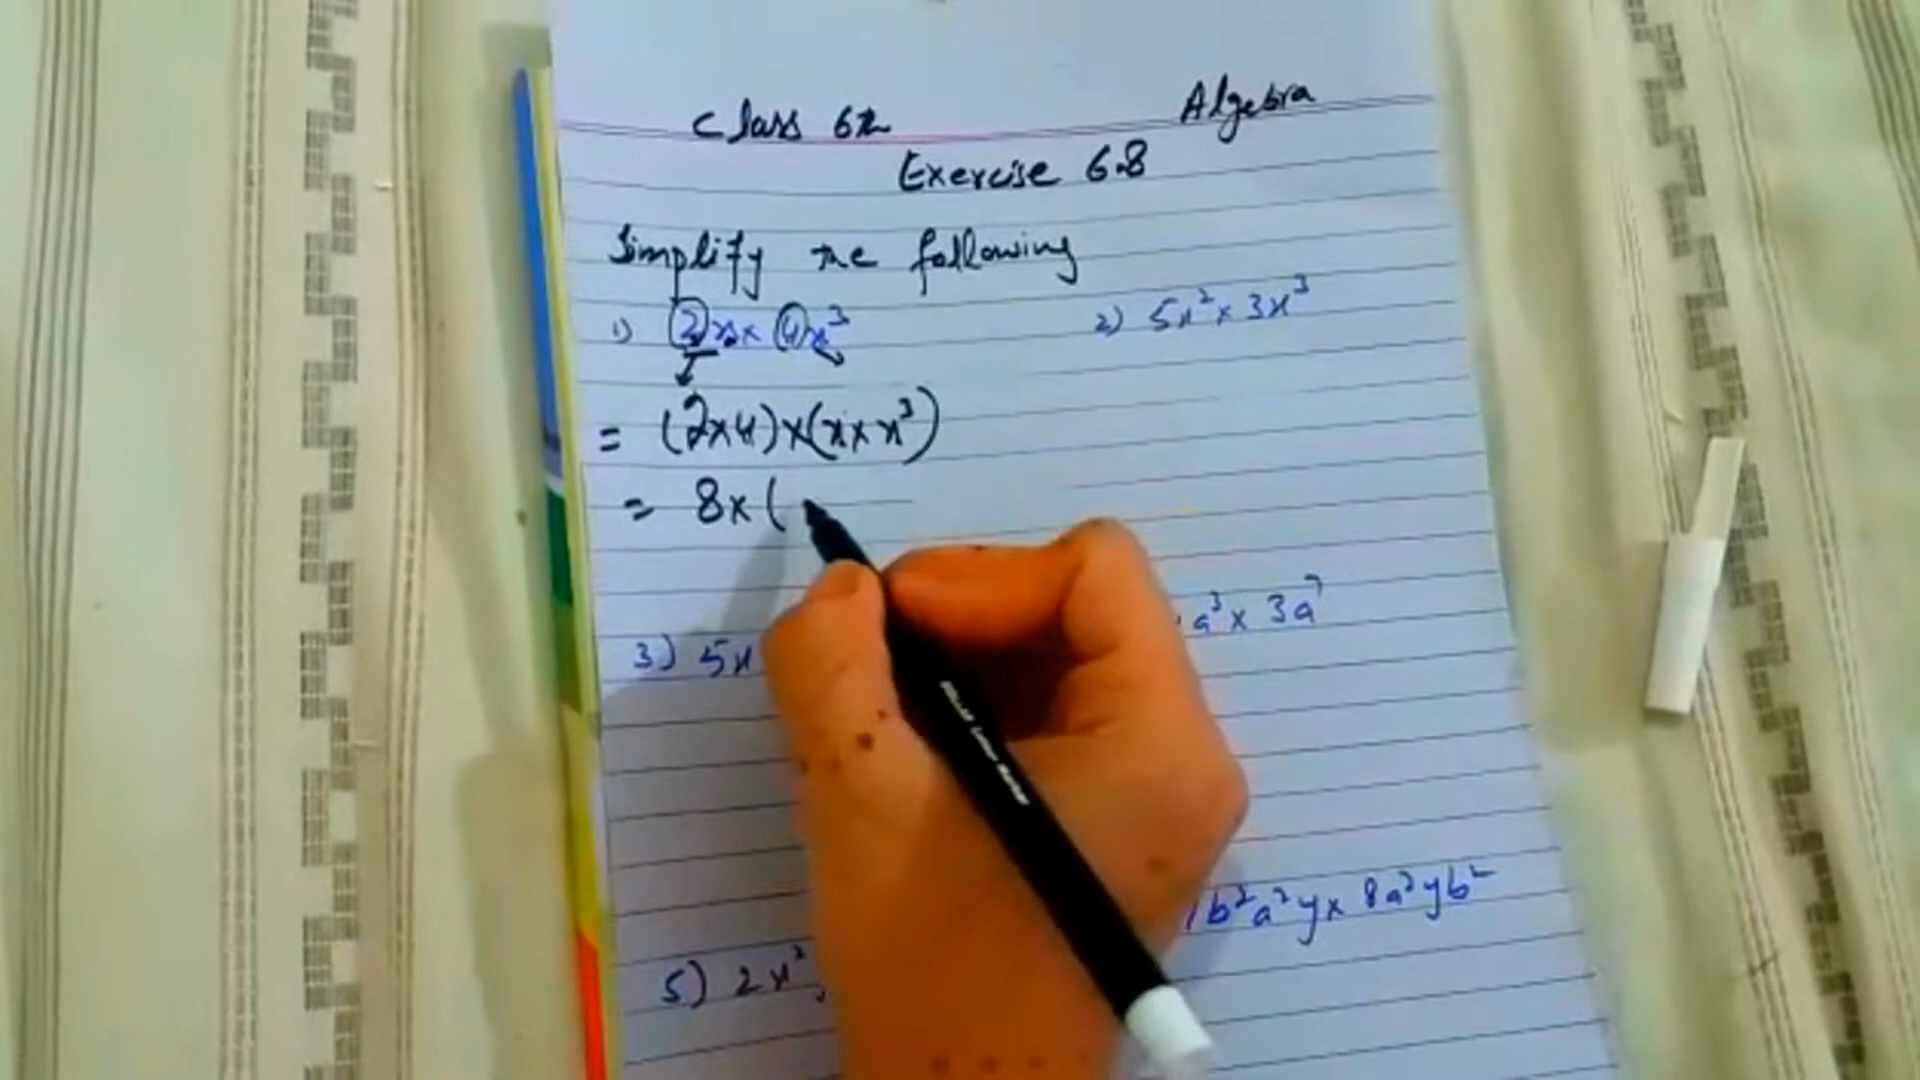 Class 6th Algebra
Exercise 6.8
Simplify the following
1) 2x × 4x³
2) 5x² × 3x³
= (2×4)×(x×x³)
= 8×(
3) 5x
a³ × 3a⁷
b²a²y × 8a²yb²
5) 2x²